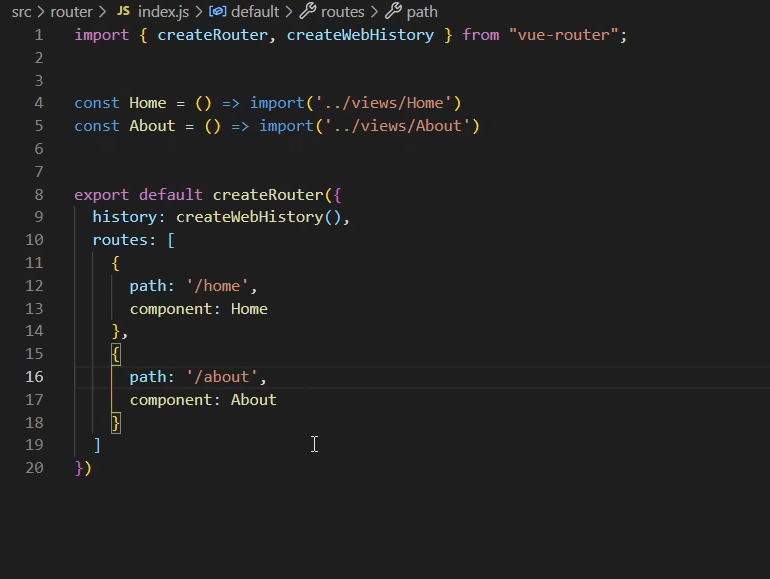 src > router > JS index.js > default > routes > path
1 import { createRouter, createWebHistory } from "vue-router";
2
3
4 const Home = () => import('../views/Home')
5 const About = () => import('../views/About')
6
7
8 export default createRouter({
9 history: createWebHistory(),
10 routes: [
11 {
12 path: '/home',
13 component: Home
14 },
15 {
16 path: '/about',
17 component: About
18 }
19 ]
20 })